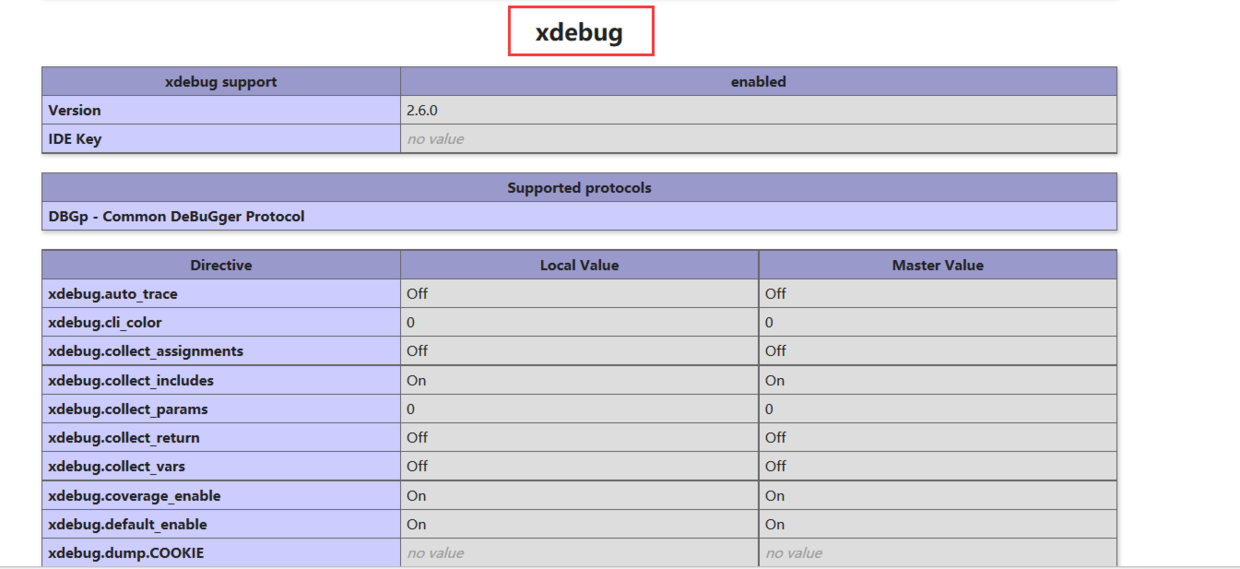 xdebug
xdebug support enabled
Version 2.6.0
IDE Key no value
Supported protocols
DBGp - Common DeBuGger Protocol
Directive Local Value Master Value
xdebug.auto_trace Off Off
xdebug.cli_color 0 0
xdebug.collect_assignments Off Off
xdebug.collect_includes On On
xdebug.collect_params 0 0
xdebug.collect_return Off Off
xdebug.collect_vars Off Off
xdebug.coverage_enable On On
xdebug.default_enable On On
xdebug.dump.COOKIE no value no value